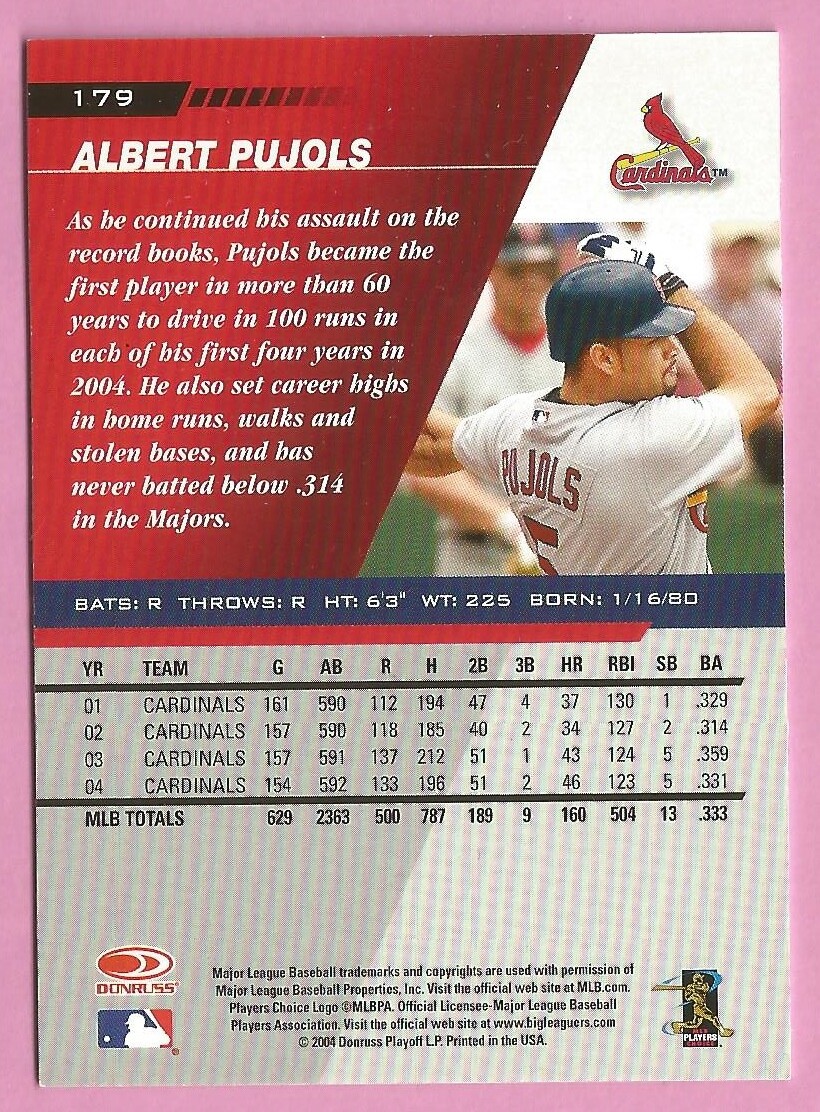 179
Cardinals™
ALBERT PUJOLS
As he continued his assault on the
record books, Pujols became the
first player in more than 60
years to drive in 100 runs in
each of his first four years in
2004. He also set career highs
in home runs, walks and
stolen bases, and has
never batted below .314
in the Majors.
PUJOLS
5
BATS: R THROWS: R HT: 6'3" WT: 225 BORN: 1/16/80
YR TEAM G AB R H 2B 3B HR RBI SB BA
01 CARDINALS 161 590 112 194 47 4 37 130 1 .329
02 CARDINALS 157 590 118 185 40 2 34 127 2 .314
03 CARDINALS 157 591 137 212 51 1 43 124 5 .359
04 CARDINALS 154 592 133 196 51 2 46 123 5 .331
MLB TOTALS 629 2363 500 787 189 9 160 504 13 .333
DONRUSS®
Major League Baseball trademarks and copyrights are used with permission of
Major League Baseball Properties, Inc. Visit the official web site at MLB.com.
Players Choice Logo ©MLBPA. Official Licensee-Major League Baseball
Players Association. Visit the official web site at www.bigleaguers.com
© 2004 Donruss Playoff L.P. Printed in the USA.
®
MLB
PLAYERS
CHOICE